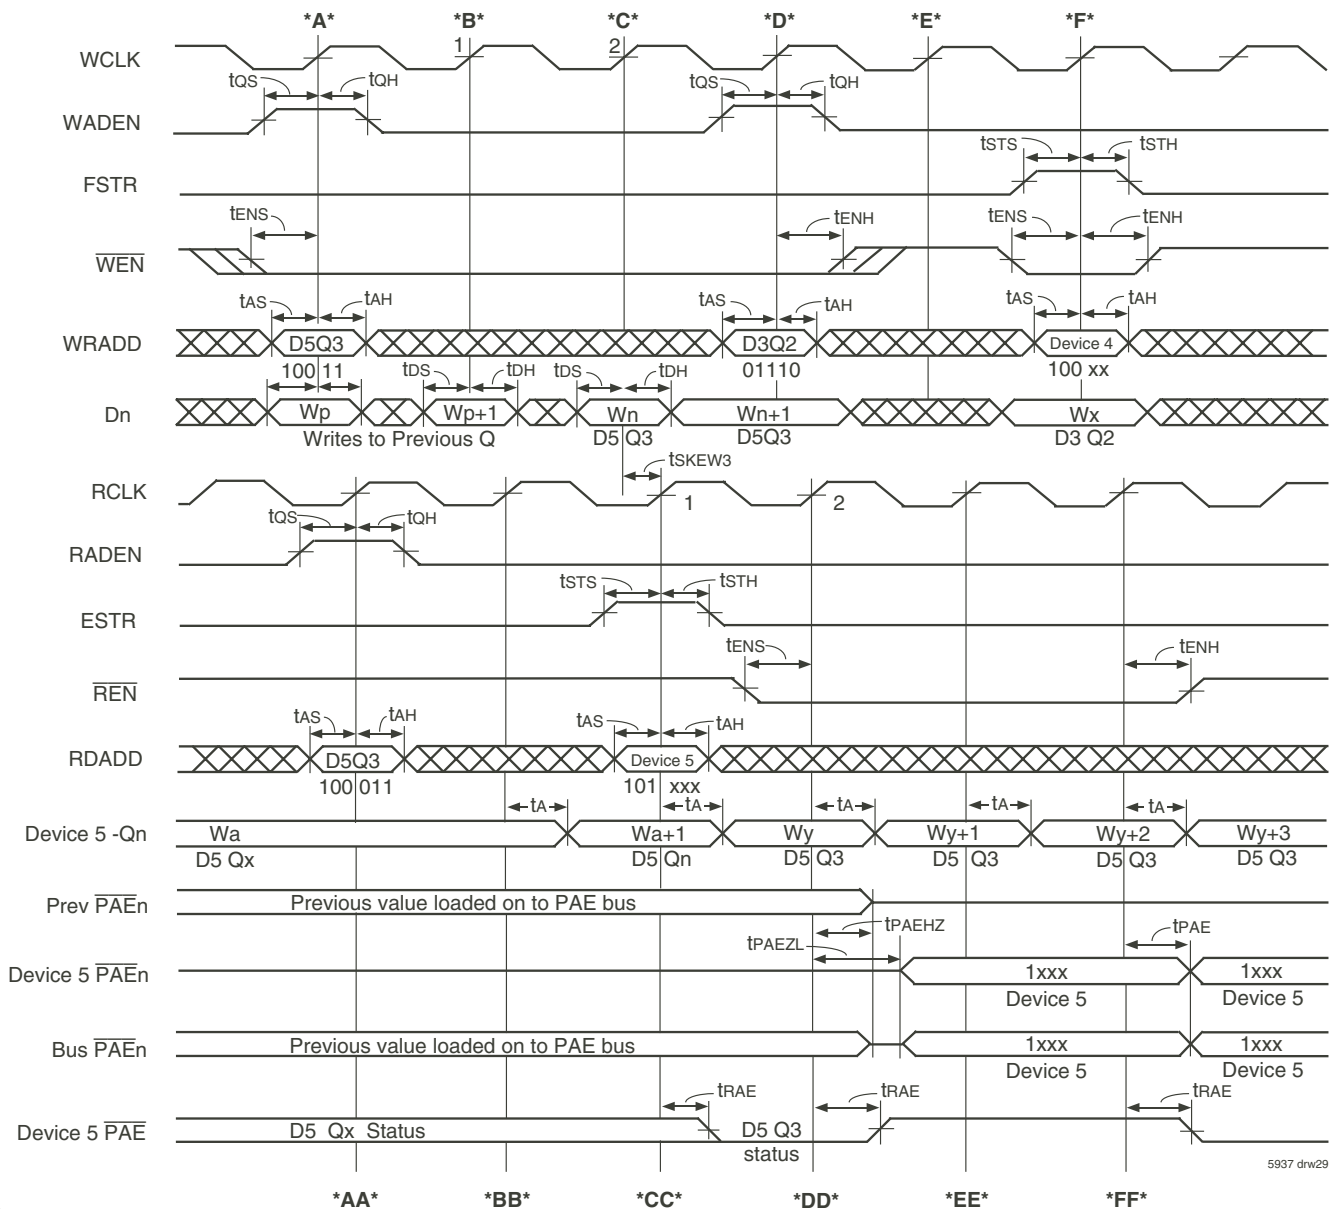 *A* *B* *C* *D* *E* *F*
WCLK 1 2
tQS tQH tQS tQH
WADEN
tSTS tSTH
FSTR
tENS tENH tENS tENH
WEN
tAS tAH tAS tAH tAS tAH
WRADD D5Q3 D3Q2 Device 4
100 11 01110 100 xx
tDS tDH tDS tDH
Dn Wp Wp+1 Wn Wn+1 Wx
Writes to Previous Q D5 Q3 D5Q3 D3 Q2
tSKEW3
RCLK 1 2
tQS tQH
RADEN
tSTS tSTH
ESTR
tENS tENH
REN
tAS tAH tAS tAH
RDADD D5Q3 Device 5
100 011 101 xxx
tA tA tA tA tA
Device 5 -Qn Wa Wa+1 Wy Wy+1 Wy+2 Wy+3
D5 Qx D5 Qn D5 Q3 D5 Q3 D5 Q3 D5 Q3
Prev PAEn Previous value loaded on to PAE bus
tPAEHZ tPAE
tPAEZL
Device 5 PAEn 1xxx 1xxx
Device 5 Device 5
Bus PAEn Previous value loaded on to PAE bus 1xxx 1xxx
Device 5 Device 5
tRAE tRAE tRAE
Device 5 PAE D5 Qx Status D5 Q3
status
5937 drw29
*AA* *BB* *CC* *DD* *EE* *FF*